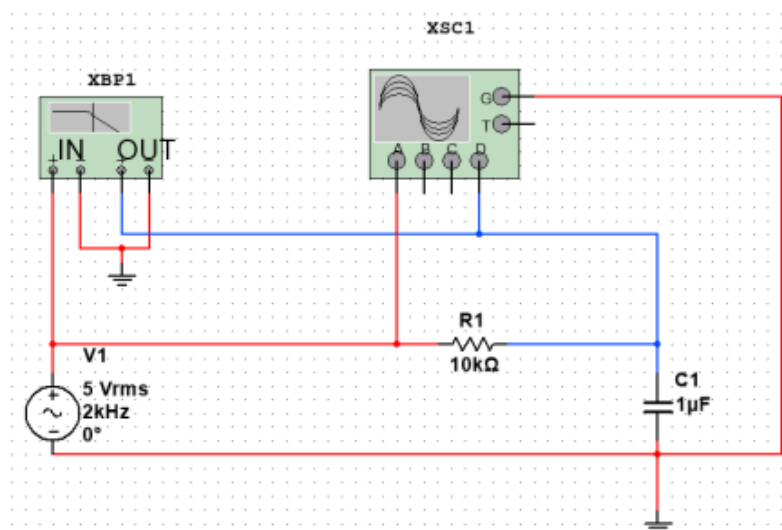 XSC1
XBP1
G
T
IN OUT
A B C D
R1
10kΩ
V1
5 Vrms
2kHz
0°
C1
1µF